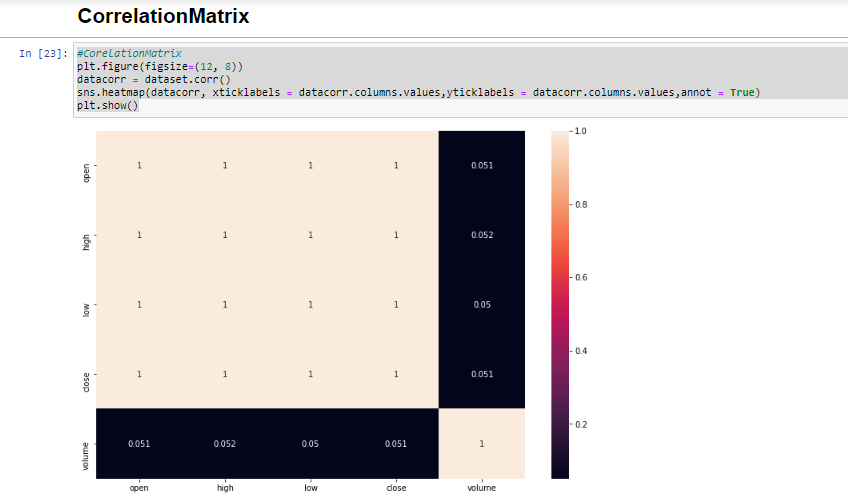 CorrelationMatrix
In [23]: #CorelationMatrix
plt.figure(figsize=(12, 8))
datacorr = dataset.corr()
sns.heatmap(datacorr, xticklabels = datacorr.columns.values,yticklabels = datacorr.columns.values,annot = True)
plt.show()
open 1 1 1 1 0.051
high 1 1 1 1 0.052
low 1 1 1 1 0.05
close 1 1 1 1 0.051
volume 0.051 0.052 0.05 0.051 1
open high low close volume
1.0
0.8
0.6
0.4
0.2